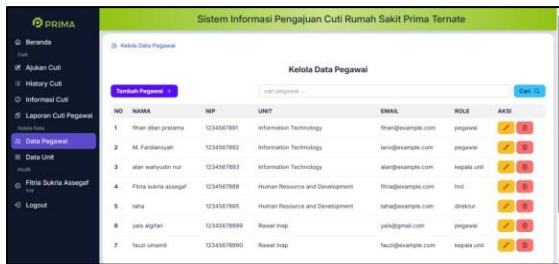 PRIMA
Sistem Informasi Pengajuan Cuti Rumah Sakit Prima Ternate
Beranda
Cuti
Ajukan Cuti
History Cuti
Informasi Cuti
Laporan Cuti Pegawai
Kelola Data
Data Pegawai
Data Unit
Profil
Fitria Sukria Assegaf
hrd
Logout
Kelola Data Pegawai
Kelola Data Pegawai
Tambah Pegawai +
cari pegawai ...
Cari
NO NAMA NIP UNIT EMAIL ROLE AKSI
1 fihan dilan pratama 1234567891 Information Technology fihan@example.com pegawai
2 M. Fardiansyah 1234567892 Information Technology @example.com pegawai
3 alan wahyudin nur 1234567893 Information Technology alan@example.com kepala unit
4 Fitria sukria assegaf 1234567888 Human Resource and Development fitria@example.com hrd
5 taha 1234567895 Human Resource and Development taha@example.com direktur
6 yais algifari 12345678999 Rawat Inap yais@gmail.com pegawai
7 fauzi umamit 12345678990 Rawat Inap fauzi@example.com kepala unit